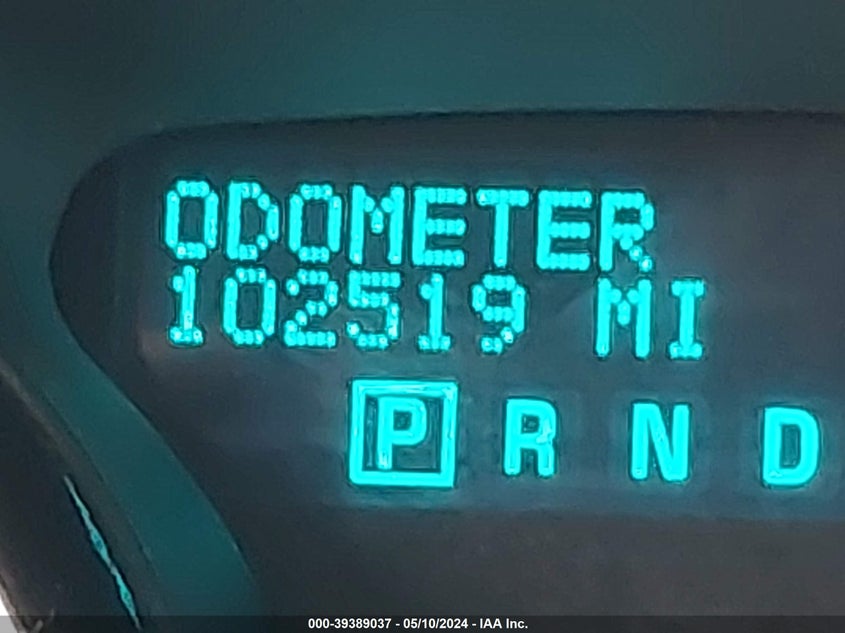 ODOMETER
102519 MI
P R N D
000-39389037 - 05/10/2024 - IAA Inc.